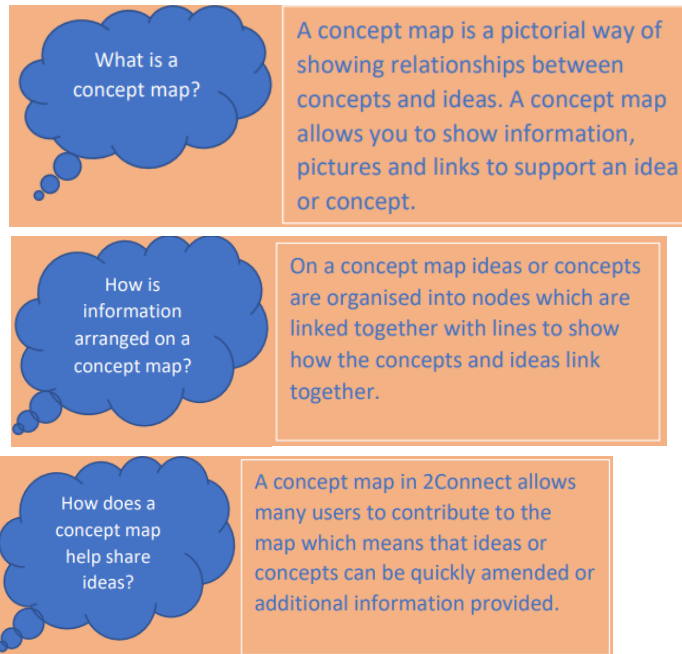 What is a
concept map?
A concept map is a pictorial way of
showing relationships between
concepts and ideas. A concept map
allows you to show information,
pictures and links to support an idea
or concept.
How is
information
arranged on a
concept map?
On a concept map ideas or concepts
are organised into nodes which are
linked together with lines to show
how the concepts and ideas link
together.
How does a
concept map
help share
ideas?
A concept map in 2Connect allows
many users to contribute to the
map which means that ideas or
concepts can be quickly amended or
additional information provided.